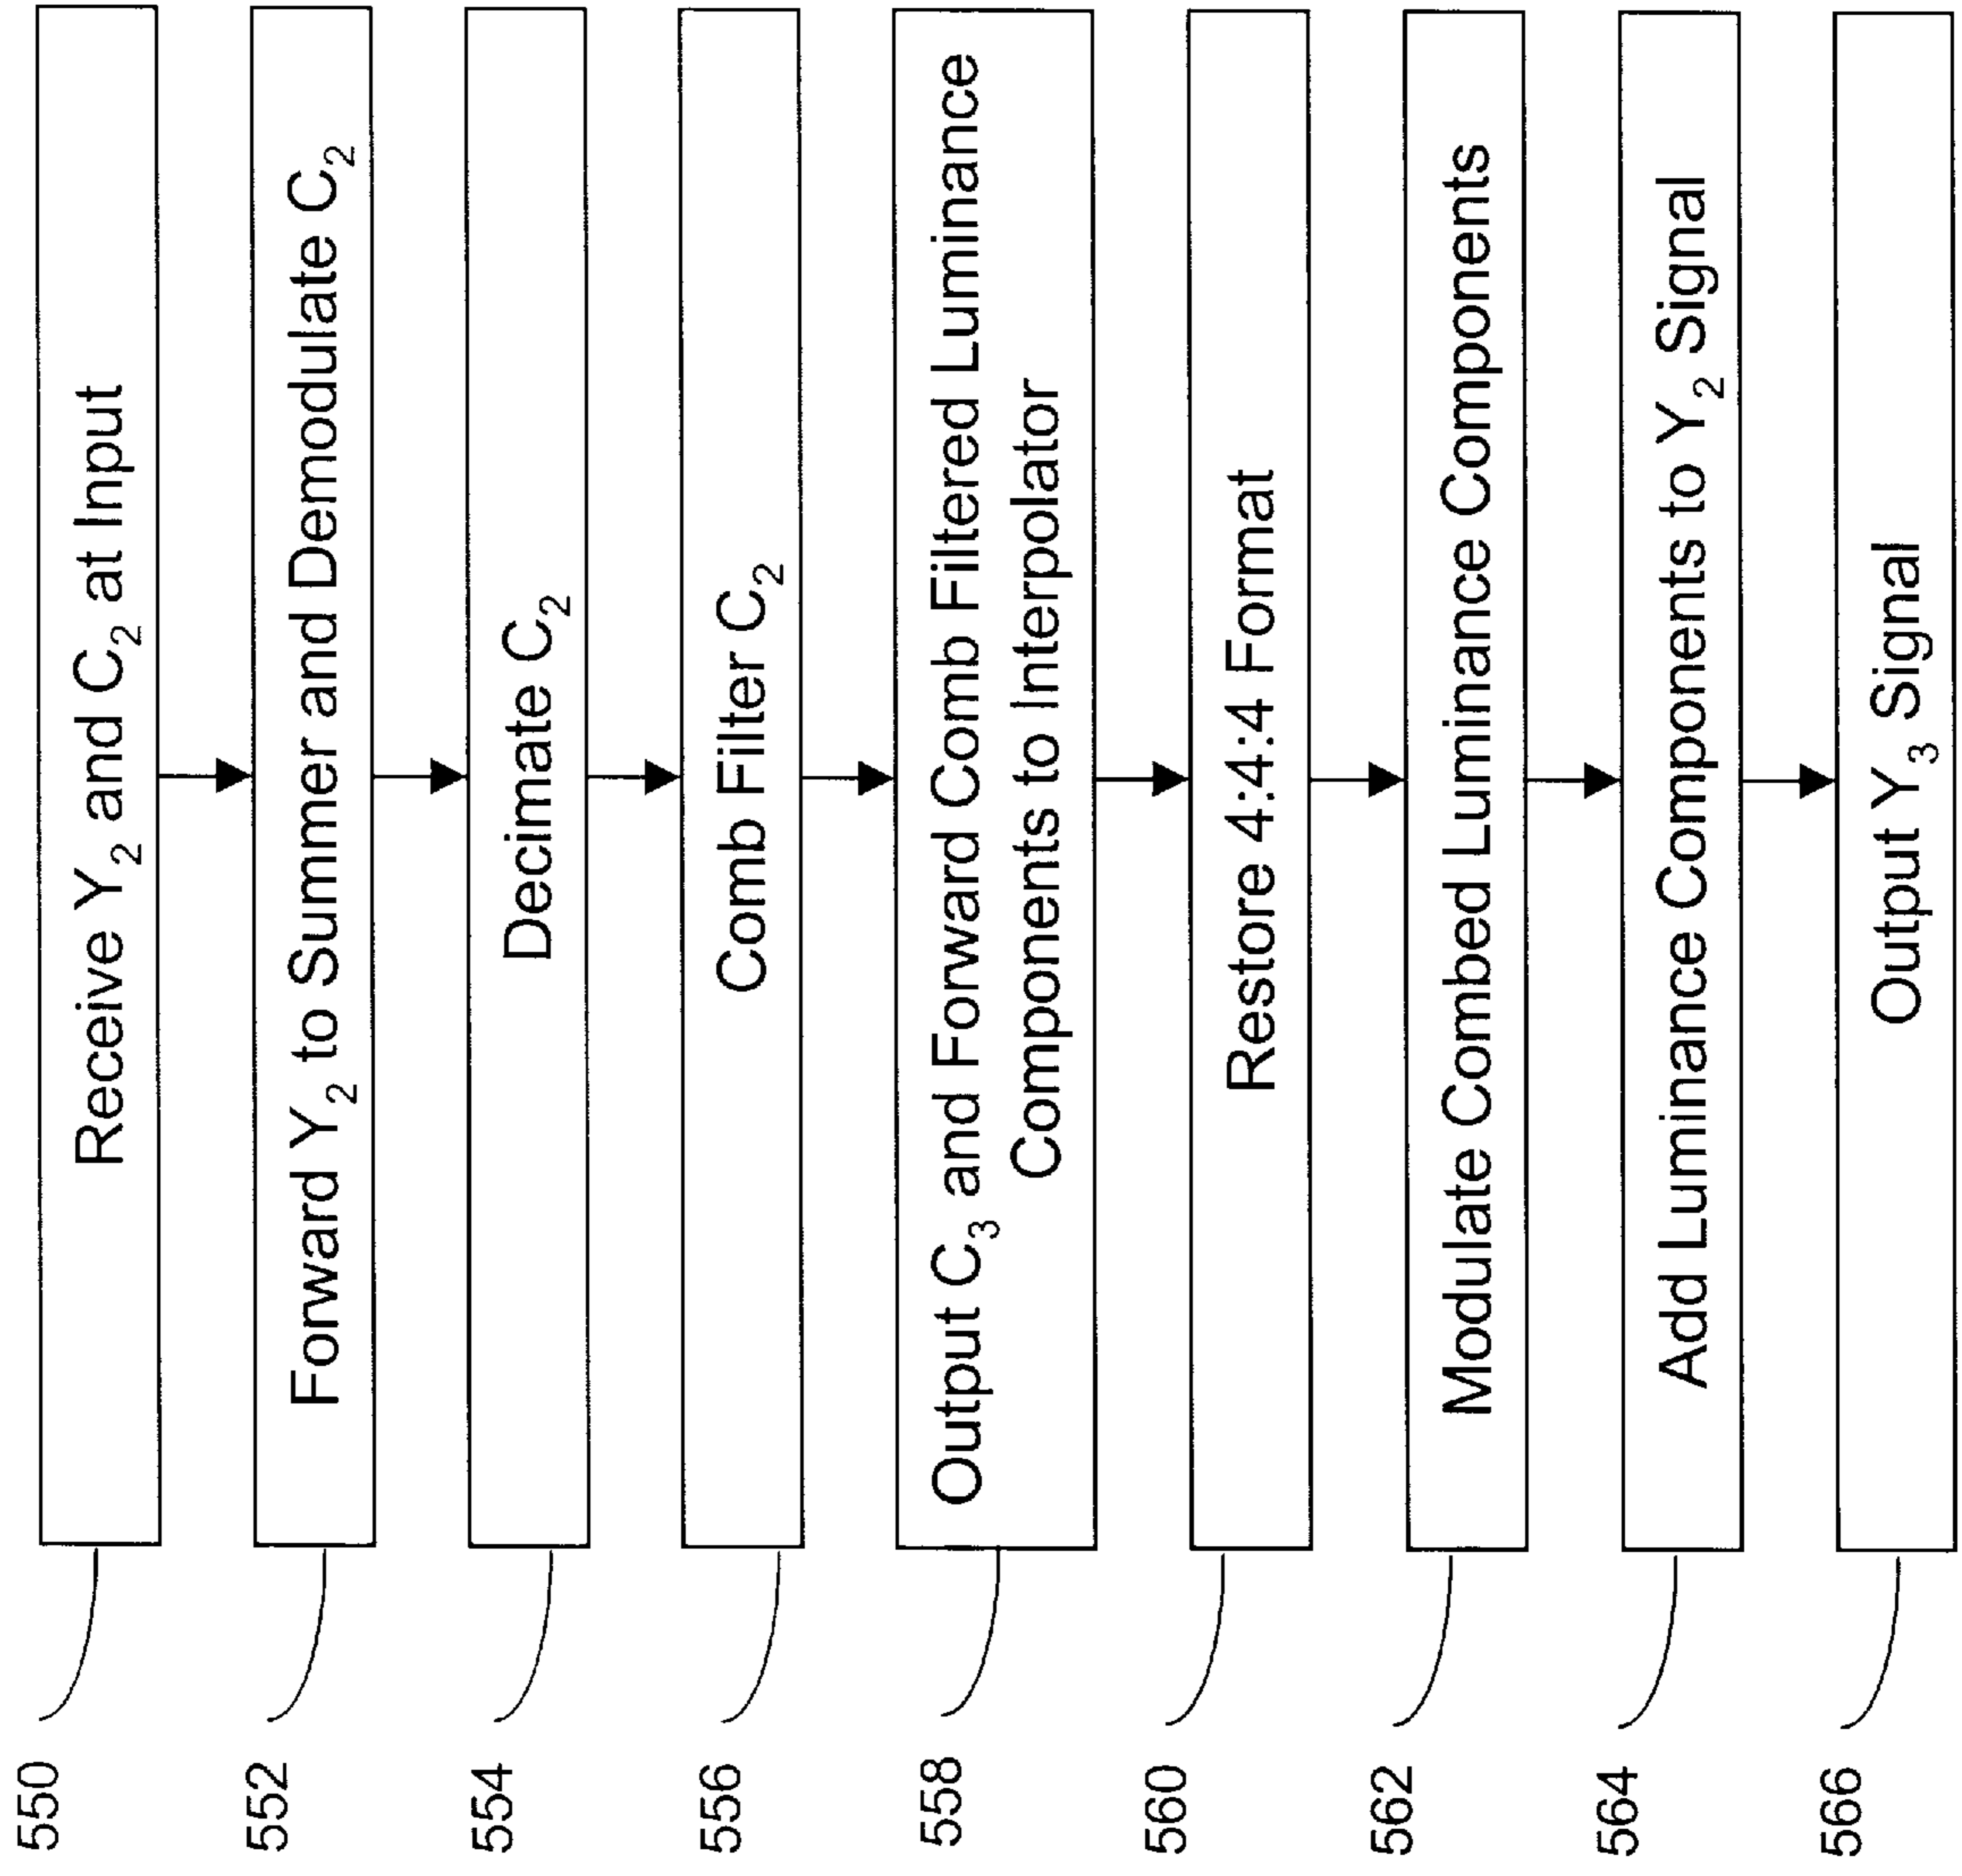 550 Receive Y₂ and C₂ at Input
552 Forward Y₂ to Summer and Demodulate C₂
554 Decimate C₂
556 Comb Filter C₂
558 Output C₃ and Forward Comb Filtered Luminance
Components to Interpolator
560 Restore 4:4:4 Format
562 Modulate Combed Luminance Components
564 Add Luminance Components to Y₂ Signal
566 Output Y₃ Signal